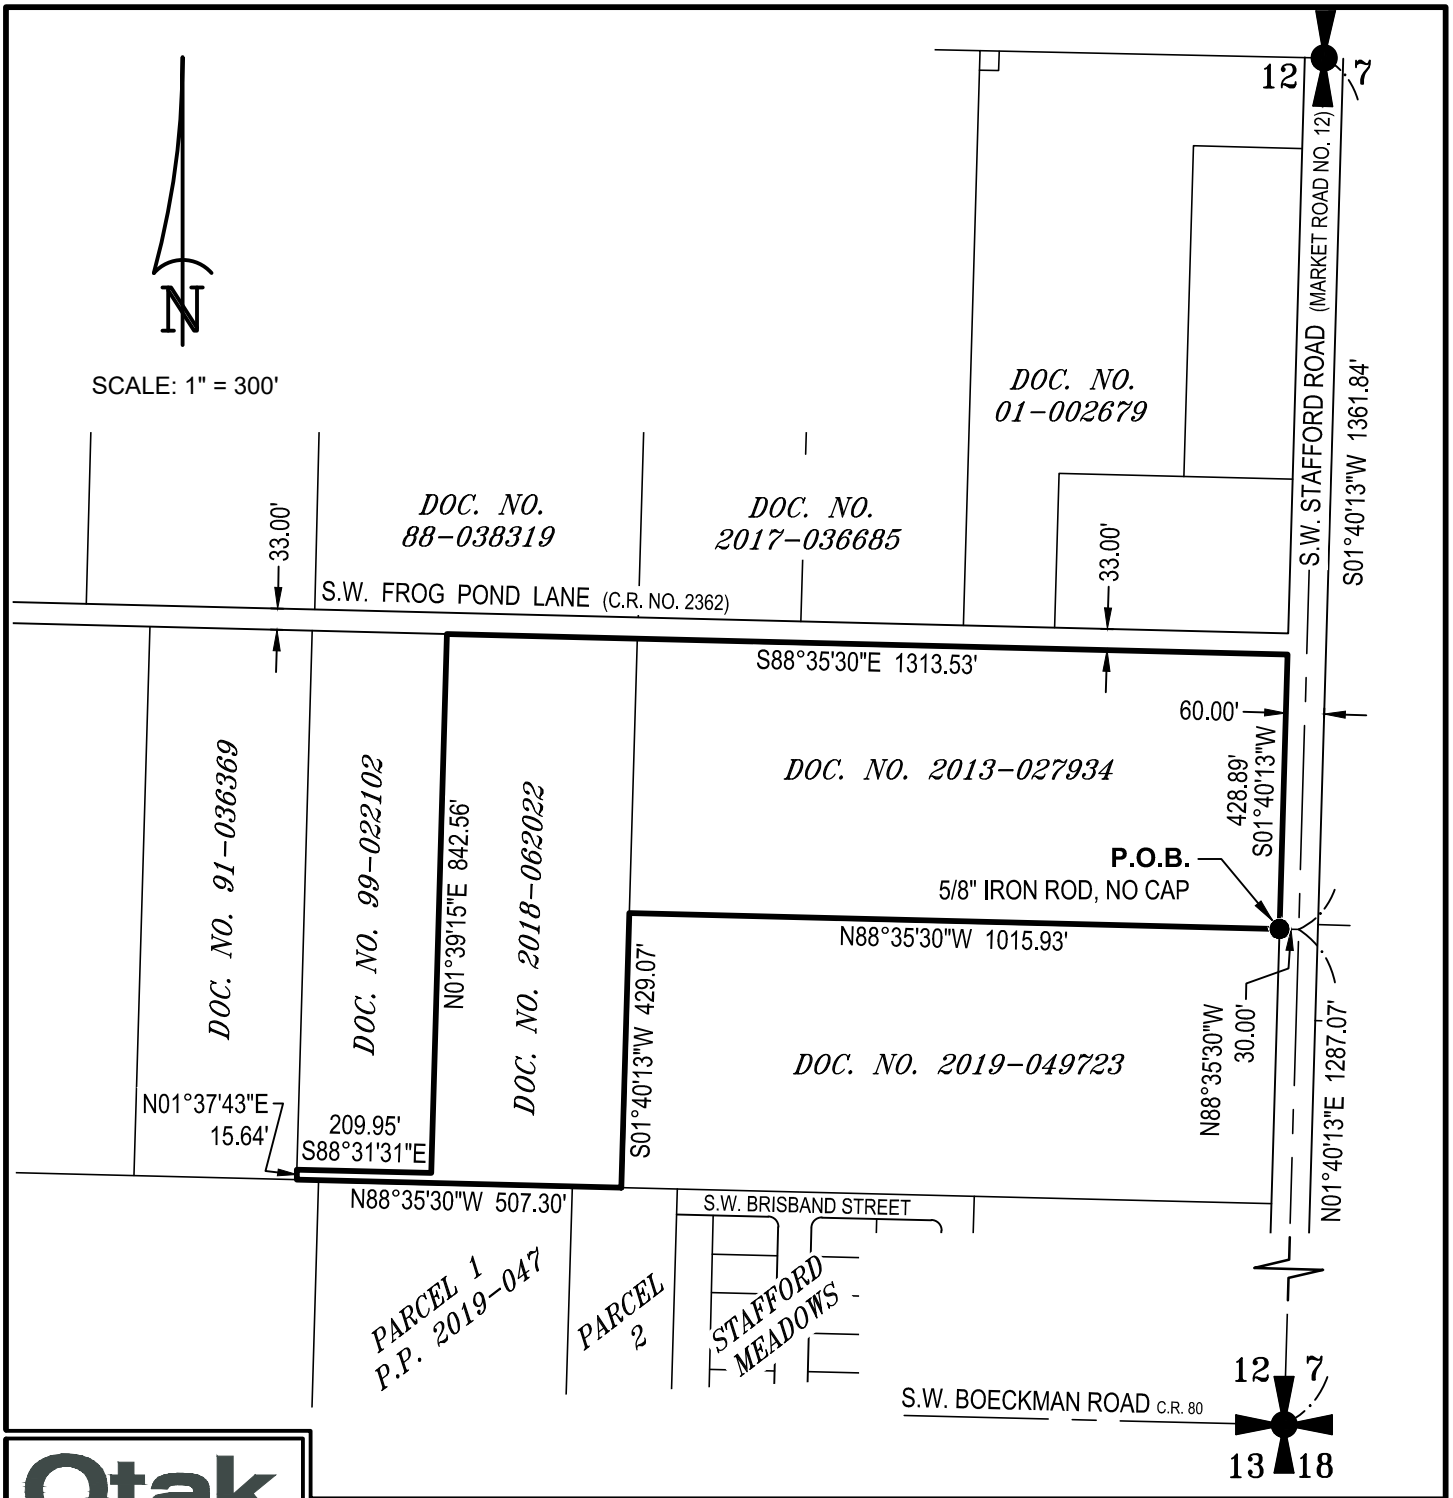 12 7
N
SCALE: 1" = 300'
S.W. STAFFORD ROAD (MARKET ROAD NO. 12)
S01°40'13"W 1361.84'
DOC. NO.
01-002679
DOC. NO.
88-038319
DOC. NO.
2017-036685
33.00'
33.00'
S.W. FROG POND LANE (C.R. NO. 2362)
S88°35'30"E 1313.53'
60.00'
428.89'
S01°40'13"W
DOC. NO. 2013-027934
DOC. NO. 91-036369
DOC. NO. 99-022102
N01°39'15"E 842.56'
DOC. NO. 2018-062022
P.O.B.
5/8" IRON ROD, NO CAP
N88°35'30"W 1015.93'
S01°40'13"W 429.07'
N88°35'30"W
30.00'
N01°40'13"E 1287.07'
DOC. NO. 2019-049723
N01°37'43"E
15.64'
209.95'
S88°31'31"E
N88°35'30"W 507.30'
S.W. BRISBAND STREET
PARCEL 1
P.P. 2019-047
PARCEL
2
STAFFORD
MEADOWS
12 7
S.W. BOECKMAN ROAD C.R. 80
13 18
Otak